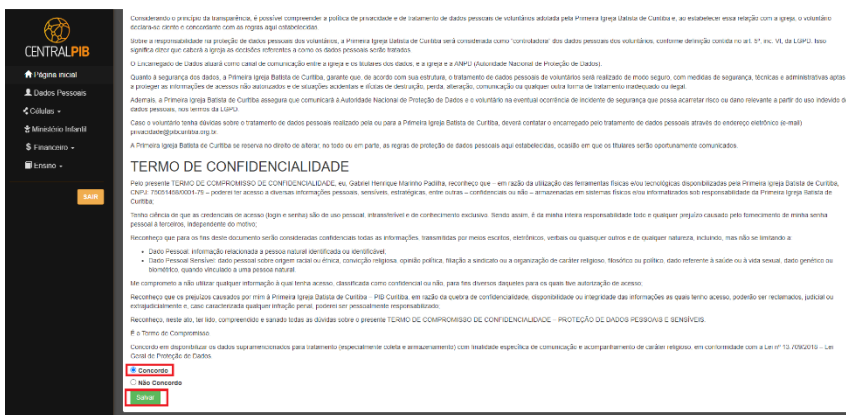 CENTRALPIB
Página inicial
Dados Pessoais
Células
Ministério Infantil
$ Financeiro
Ensino
SAIR
Considerando o princípio da transparência, é possível compreender a política de privacidade e de tratamento de dados pessoais de voluntários adotada pela Primeira Igreja Batista de Curitiba e, ao estabelecer essa relação com a igreja, o voluntário
declara-se ciente e concordante com as regras aqui estabelecidas.
Sobre a responsabilidade na proteção de dados pessoais dos voluntários, a Primeira Igreja Batista de Curitiba será considerada como "controladora" dos dados pessoais dos voluntários, conforme definição contida no art. 5º, inc. VI, da LGPD. Isso
significa dizer que caberá à igreja as decisões referentes a como os dados pessoais serão tratados.
O Encarregado de Dados atuará como canal de comunicação entre a igreja e os titulares dos dados, e a igreja e a ANPD (Autoridade Nacional de Proteção de Dados).
Quanto à segurança dos dados, a Primeira Igreja Batista de Curitiba, garante que, de acordo com sua estrutura, o tratamento de dados pessoais de voluntários será realizado de modo seguro, com medidas de segurança, técnicas e administrativas aptas
a proteger as informações de acessos não autorizados e de situações acidentais e ilícitas de destruição, perda, alteração, comunicação ou qualquer outra forma de tratamento inadequado ou ilegal.
Ademais, a Primeira Igreja Batista de Curitiba assegura que comunicará à Autoridade Nacional de Proteção de Dados e o voluntário na eventual ocorrência de incidente de segurança que possa acarretar risco ou dano relevante a partir do uso indevido de
dados pessoais, nos termos da LGPD.
Caso o voluntário tenha dúvidas sobre o tratamento de dados pessoais realizado pela ou para a Primeira Igreja Batista de Curitiba, deverá contatar o encarregado pelo tratamento de dados pessoais através do endereço eletrônico (e-mail)
privacidade@pibcuritiba.org.br.
A Primeira Igreja Batista de Curitiba se reserva no direito de alterar, no todo ou em parte, as regras de proteção de dados pessoais aqui estabelecidas, ocasião em que os titulares serão oportunamente comunicados.
TERMO DE CONFIDENCIALIDADE
Pelo presente TERMO DE COMPROMISSO DE CONFIDENCIALIDADE, eu, Gabriel Henrique Marinho Padilha, reconheço que – em razão da utilização das ferramentas físicas e/ou tecnológicas disponibilizadas pela Primeira Igreja Batista de Curitiba,
CNPJ: – poderei ter acesso a diversas informações pessoais, sensíveis, estratégicas, entre outras – confidenciais ou não – armazenadas em sistemas físicos e/ou informatizados sob responsabilidade da Primeira Igreja Batista de
Curitiba;
Tenho ciência de que as credenciais de acesso (login e senha) são de uso pessoal, intransferível e de conhecimento exclusivo. Sendo assim, é da minha inteira responsabilidade todo e qualquer prejuízo causado pelo fornecimento de minha senha
pessoal a terceiros, independente do motivo;
Reconheço que para os fins deste documento serão consideradas confidenciais todas as informações, transmitidas por meios escritos, eletrônicos, verbais ou quaisquer outros e de qualquer natureza, incluindo, mas não se limitando a:
• Dado Pessoal: informação relacionada a pessoa natural identificada ou identificável;
• Dado Pessoal Sensível: dado pessoal sobre origem racial ou étnica, convicção religiosa, opinião política, filiação a sindicato ou a organização de caráter religioso, filosófico ou político, dado referente à saúde ou à vida sexual, dado genético ou
biométrico, quando vinculado a uma pessoa natural.
Me comprometo a não utilizar qualquer informação à qual tenha acesso, classificada como confidencial ou não, para fins diversos daqueles para os quais tive autorização de acesso.
Reconheço que os prejuízos causados por mim à Primeira Igreja Batista de Curitiba – PIB Curitiba, em razão da quebra de confidencialidade, disponibilidade ou integridade das informações as quais tenho acesso, poderão ser reclamados, judicial ou
extrajudicialmente e, caso caracterizada qualquer infração penal, poderei ser pessoalmente responsabilizado;
Reconheço, neste ato, ter lido, compreendido e sanado todas as dúvidas sobre o presente TERMO DE COMPROMISSO DE CONFIDENCIALIDADE – PROTEÇÃO DE DADOS PESSOAIS E SENSÍVEIS.
É o Termo de Compromisso.
Concordo em disponibilizar os dados supramencionados para tratamento (especialmente coleta e armazenamento) com finalidade específica de comunicação e acompanhamento de caráter religioso, em conformidade com a Lei nº 13.709/2018 – Lei
Geral de Proteção de Dados.
Concordo
Não Concordo
Salvar